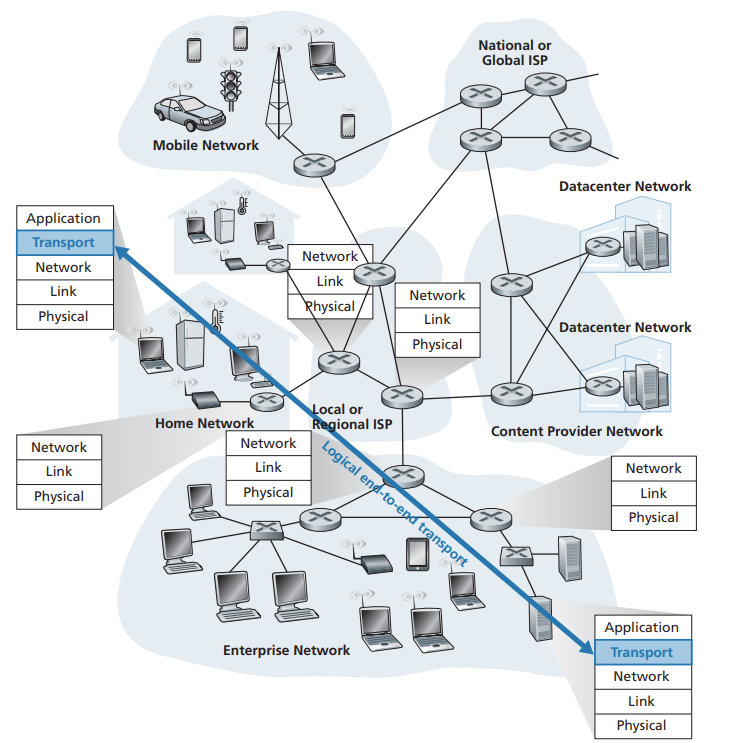 National or
Global ISP
Mobile Network
Datacenter Network
Application
Transport
Network
Link
Physical
Network
Link
Physical
Network
Link
Physical
Datacenter Network
Home Network
Local or
Regional ISP
Content Provider Network
Network
Link
Physical
Network
Link
Physical
Logical end-to-end transport
Network
Link
Physical
Enterprise Network
Application
Transport
Network
Link
Physical